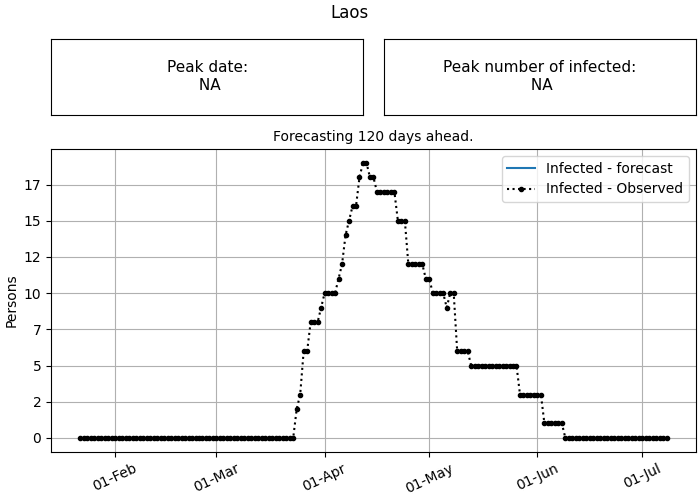 Laos
Peak date:
NA
Peak number of infected:
NA
Forecasting 120 days ahead.
Infected - forecast
Infected - Observed
Persons
17
15
12
10
7
5
2
0
01-Feb
01-Mar
01-Apr
01-May
01-Jun
01-Jul